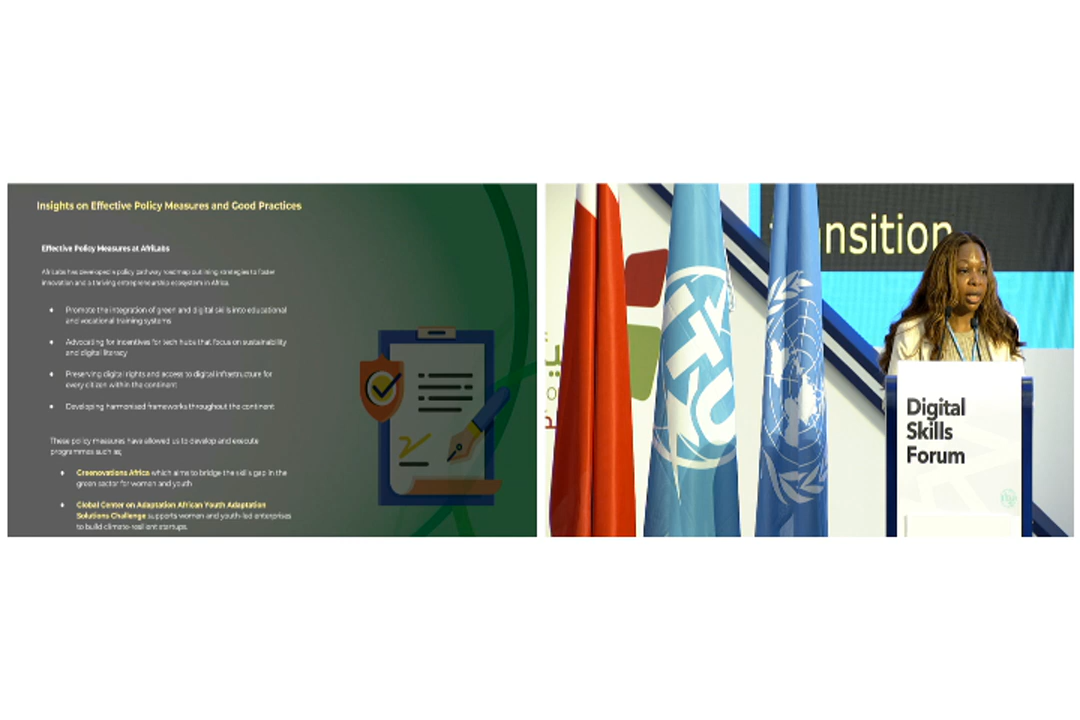 Insights on Effective Policy Measures and Good Practices
Effective Policy Measures at AfriLabs
AfriLabs has developed a policy pathway roadmap outlining strategies to foster
innovation and a thriving entrepreneurship ecosystem in Africa.
Promote the integration of green and digital skills into educational
and vocational training systems
Advocating for incentives for tech hubs that focus on sustainability
and digital literacy
Preserving digital rights and access to digital infrastructure for
every citizen within the continent
Developing harmonised frameworks throughout the continent
These policy measures have allowed us to develop and execute
programmes such as;
Greenovations Africa which aims to bridge the skills gap in the
green sector for women and youth
Global Center on Adaptation African Youth Adaptation
Solutions Challenge supports women and youth-led enterprises
to build climate-resilient startups.
nsition
ITU
Digital
Skills
Forum